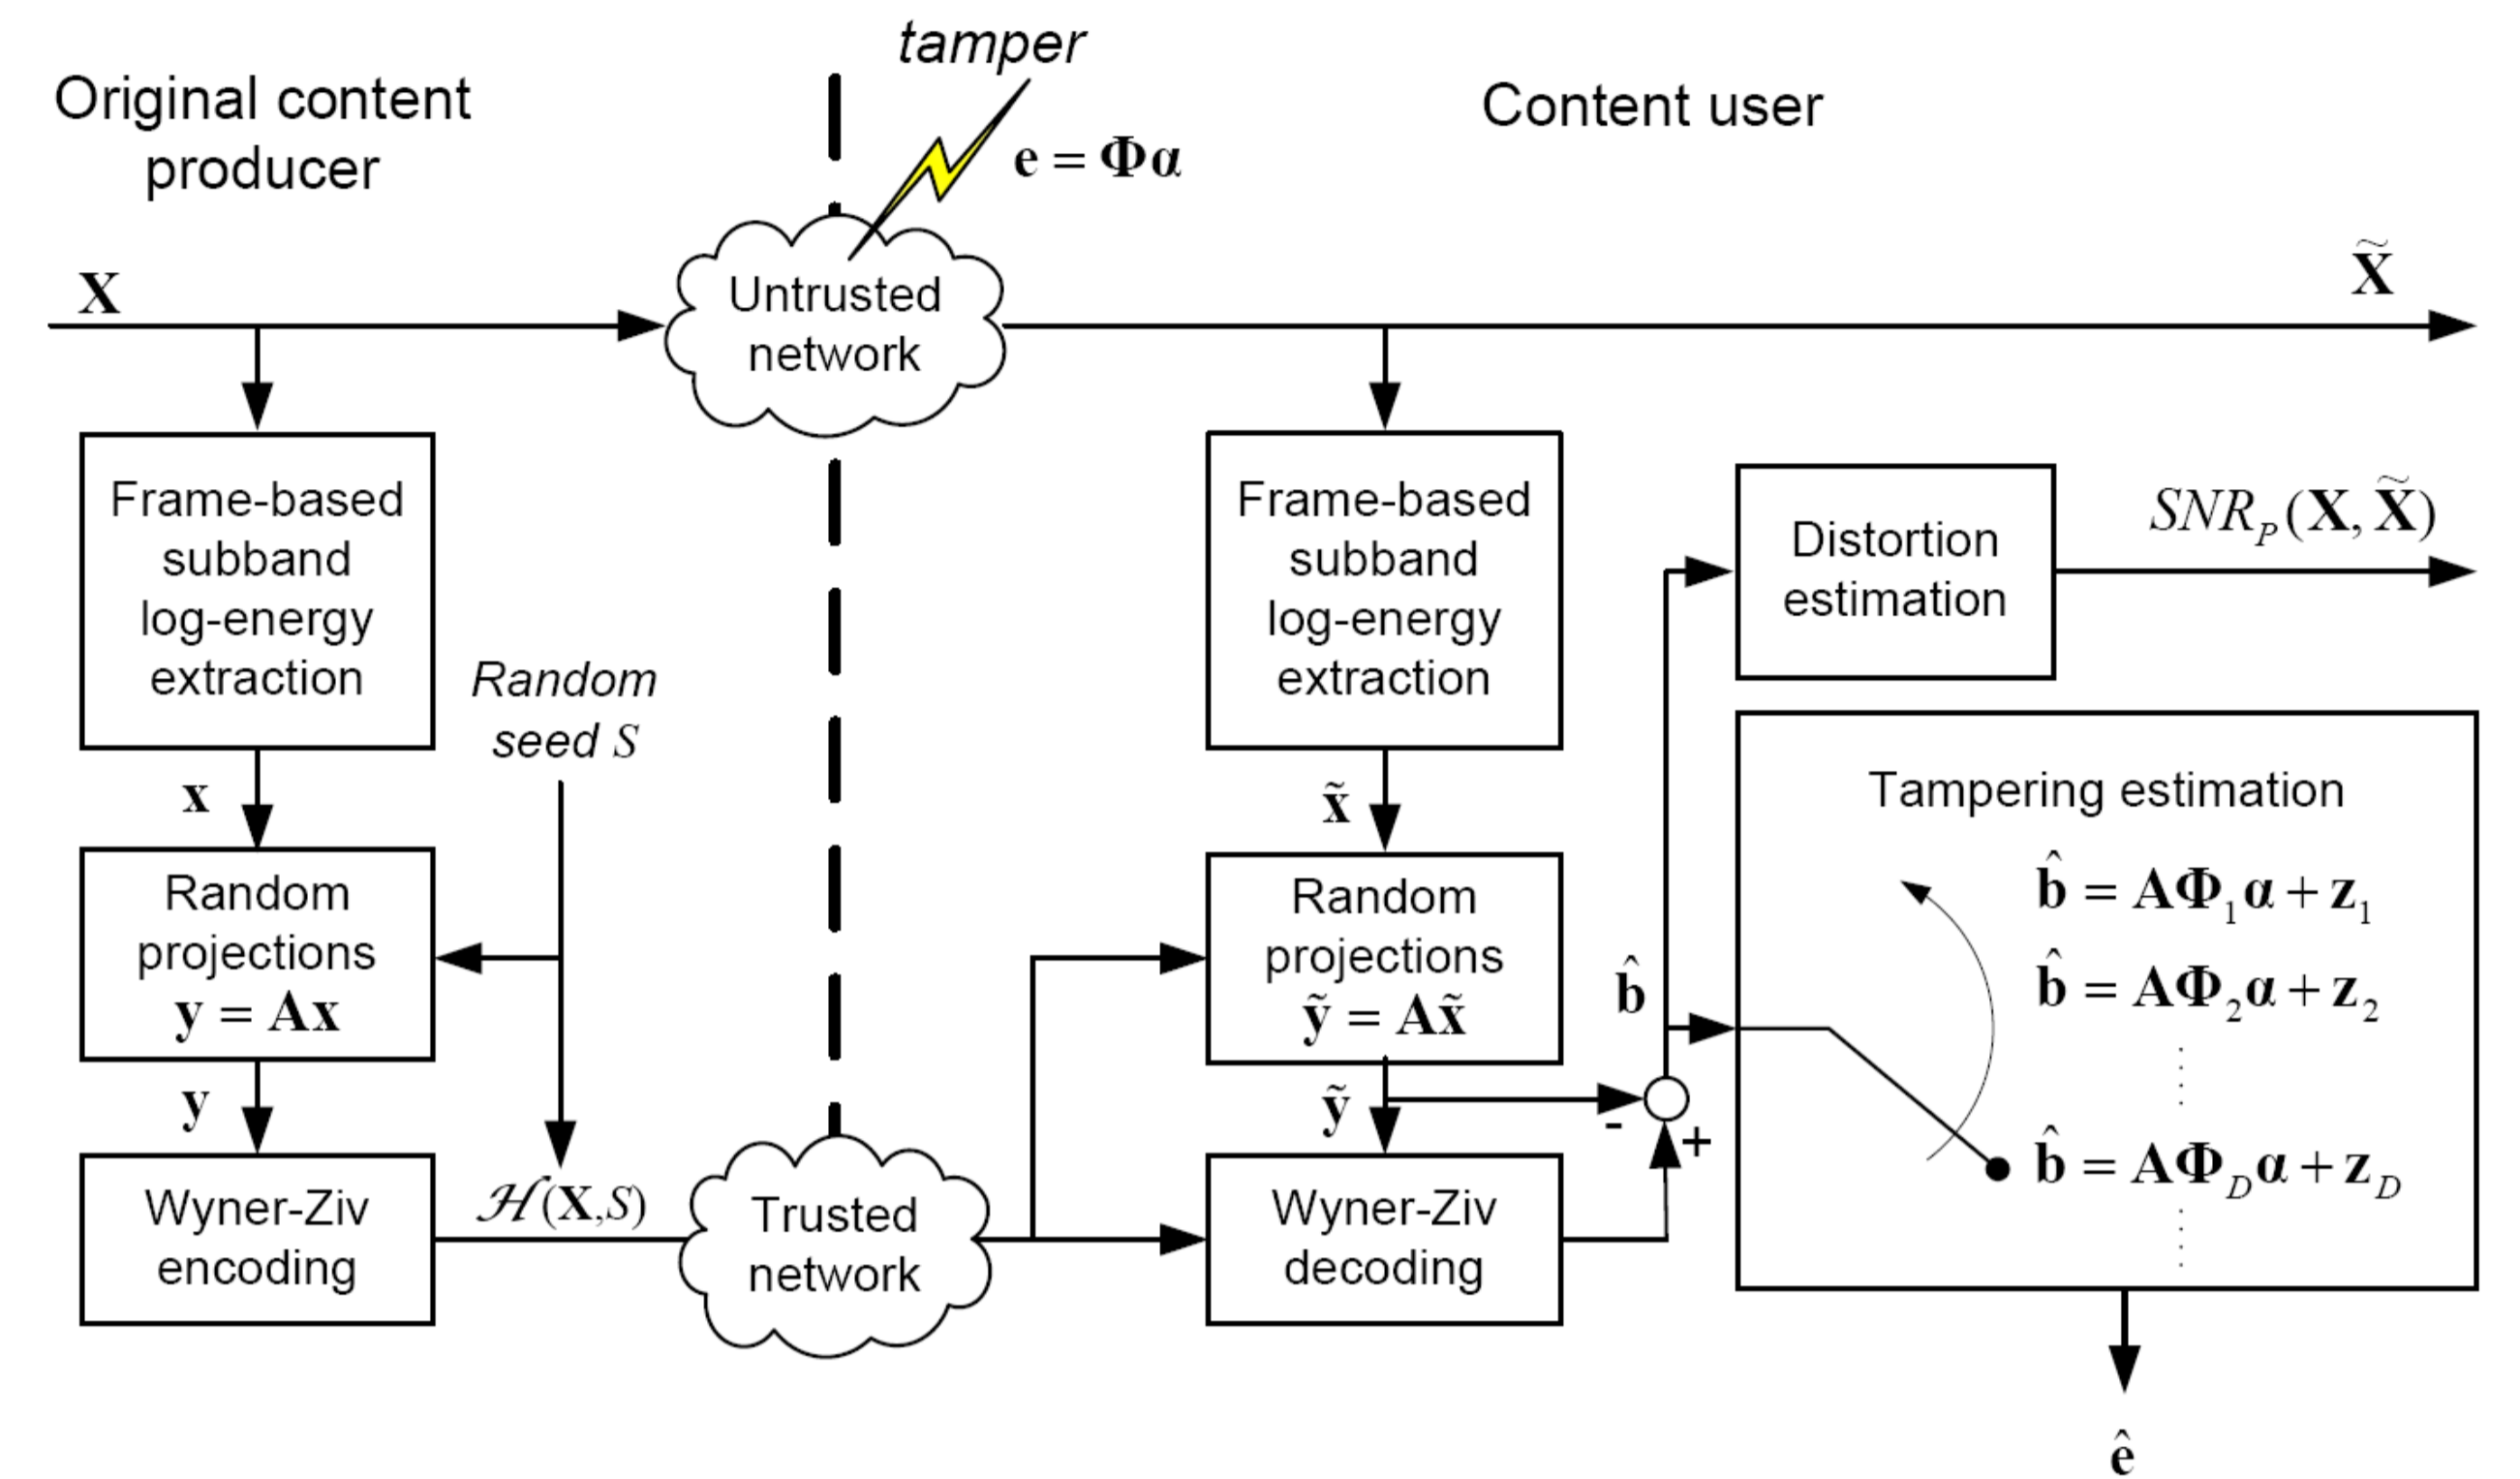 tamper
Original content
producer
Content user
e = Φα
X
Untrusted
network
X̃
Frame-based
subband
log-energy
extraction
Frame-based
subband
log-energy
extraction
Distortion
estimation
SNR_P(X, X̃)
Random
seed S
x
x̃
Tampering estimation
b̂ = AΦ₁α + z₁
b̂ = AΦ₂α + z₂
⋮
b̂ = AΦ_Dα + z_D
⋮
Random
projections
y = Ax
Random
projections
ỹ = Ax̃
b̂
y
ỹ
-
+
Wyner-Ziv
encoding
ℋ(X,S)
Trusted
network
Wyner-Ziv
decoding
ê